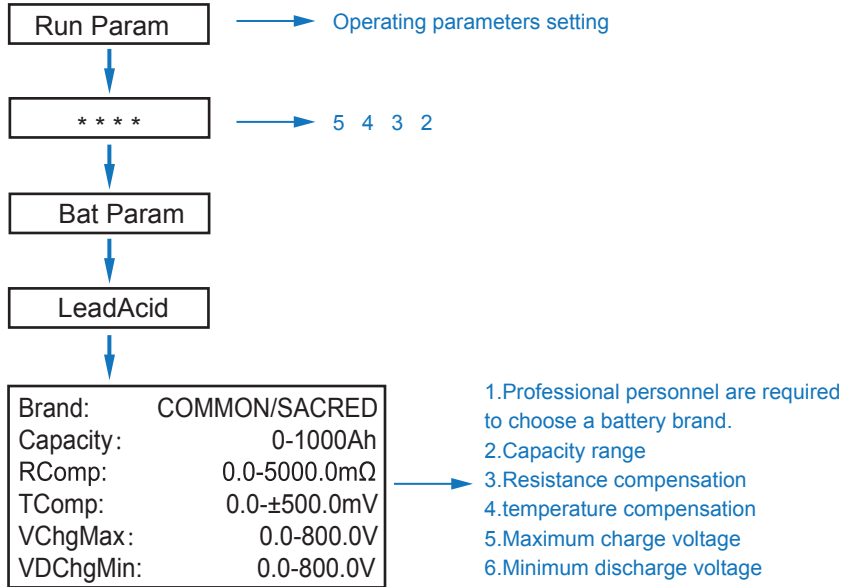 Run Param
Operating parameters setting
* * * *
5 4 3 2
Bat Param
LeadAcid
Brand: COMMON/SACRED
Capacity: 0-1000Ah
RComp: 0.0-5000.0mΩ
TComp: 0.0-±500.0mV
VChgMax: 0.0-800.0V
VDChgMin: 0.0-800.0V
1.Professional personnel are required
to choose a battery brand.
2.Capacity range
3.Resistance compensation
4.temperature compensation
5.Maximum charge voltage
6.Minimum discharge voltage